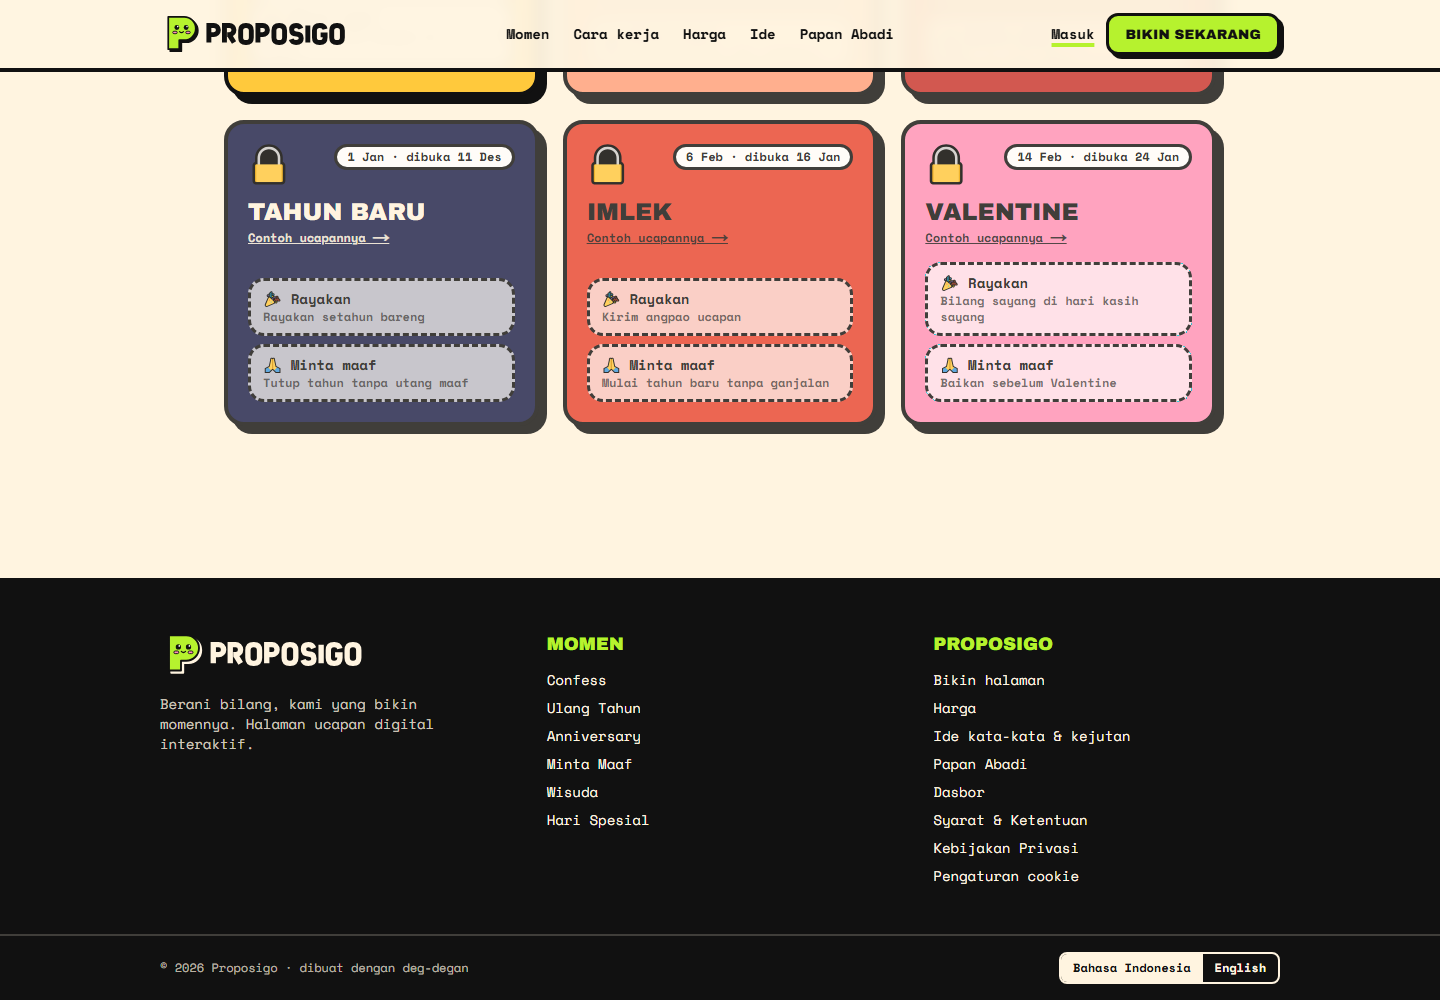 PROPOSIGO
Momen
Cara kerja
Harga
Ide
Papan Abadi
Masuk
BIKIN SEKARANG
1 Jan · dibuka 11 Des
TAHUN BARU
Contoh ucapannya ⟶
Rayakan
Rayakan setahun bareng
Minta maaf
Tutup tahun tanpa utang maaf
6 Feb · dibuka 16 Jan
IMLEK
Contoh ucapannya ⟶
Rayakan
Kirim angpao ucapan
Minta maaf
Mulai tahun baru tanpa ganjalan
14 Feb · dibuka 24 Jan
VALENTINE
Contoh ucapannya ⟶
Rayakan
Bilang sayang di hari kasih
sayang
Minta maaf
Baikan sebelum Valentine
PROPOSIGO
Berani bilang, kami yang bikin
momennya. Halaman ucapan digital
interaktif.
MOMEN
Confess
Ulang Tahun
Anniversary
Minta Maaf
Wisuda
Hari Spesial
PROPOSIGO
Bikin halaman
Harga
Ide kata-kata & kejutan
Papan Abadi
Dasbor
Syarat & Ketentuan
Kebijakan Privasi
Pengaturan cookie
© 2026 Proposigo · dibuat dengan deg-degan
Bahasa Indonesia
English